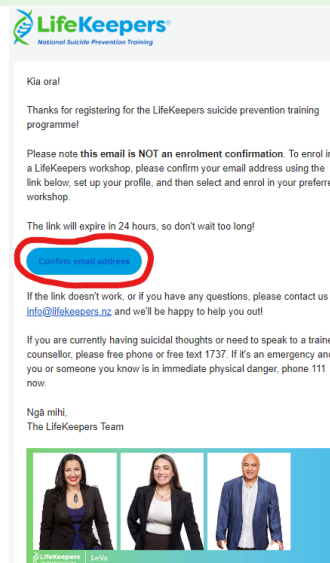 LifeKeepers®
National Suicide Prevention Training
Kia ora!
Thanks for registering for the LifeKeepers suicide prevention training
programme!
Please note this email is NOT an enrolment confirmation. To enrol in
a LifeKeepers workshop, please confirm your email address using the
link below, set up your profile, and then select and enrol in your preferre
workshop.
The link will expire in 24 hours, so don't wait too long!
Confirm email address
If the link doesn't work, or if you have any questions, please contact us
info@lifekeepers.nz and we'll be happy to help you out!
If you are currently having suicidal thoughts or need to speak to a traine
counsellor, please free phone or free text 1737. If it's an emergency and
you or someone you know is in immediate physical danger, phone 111
now.
Ngā mihi,
The LifeKeepers Team
LifeKeepers LeVa